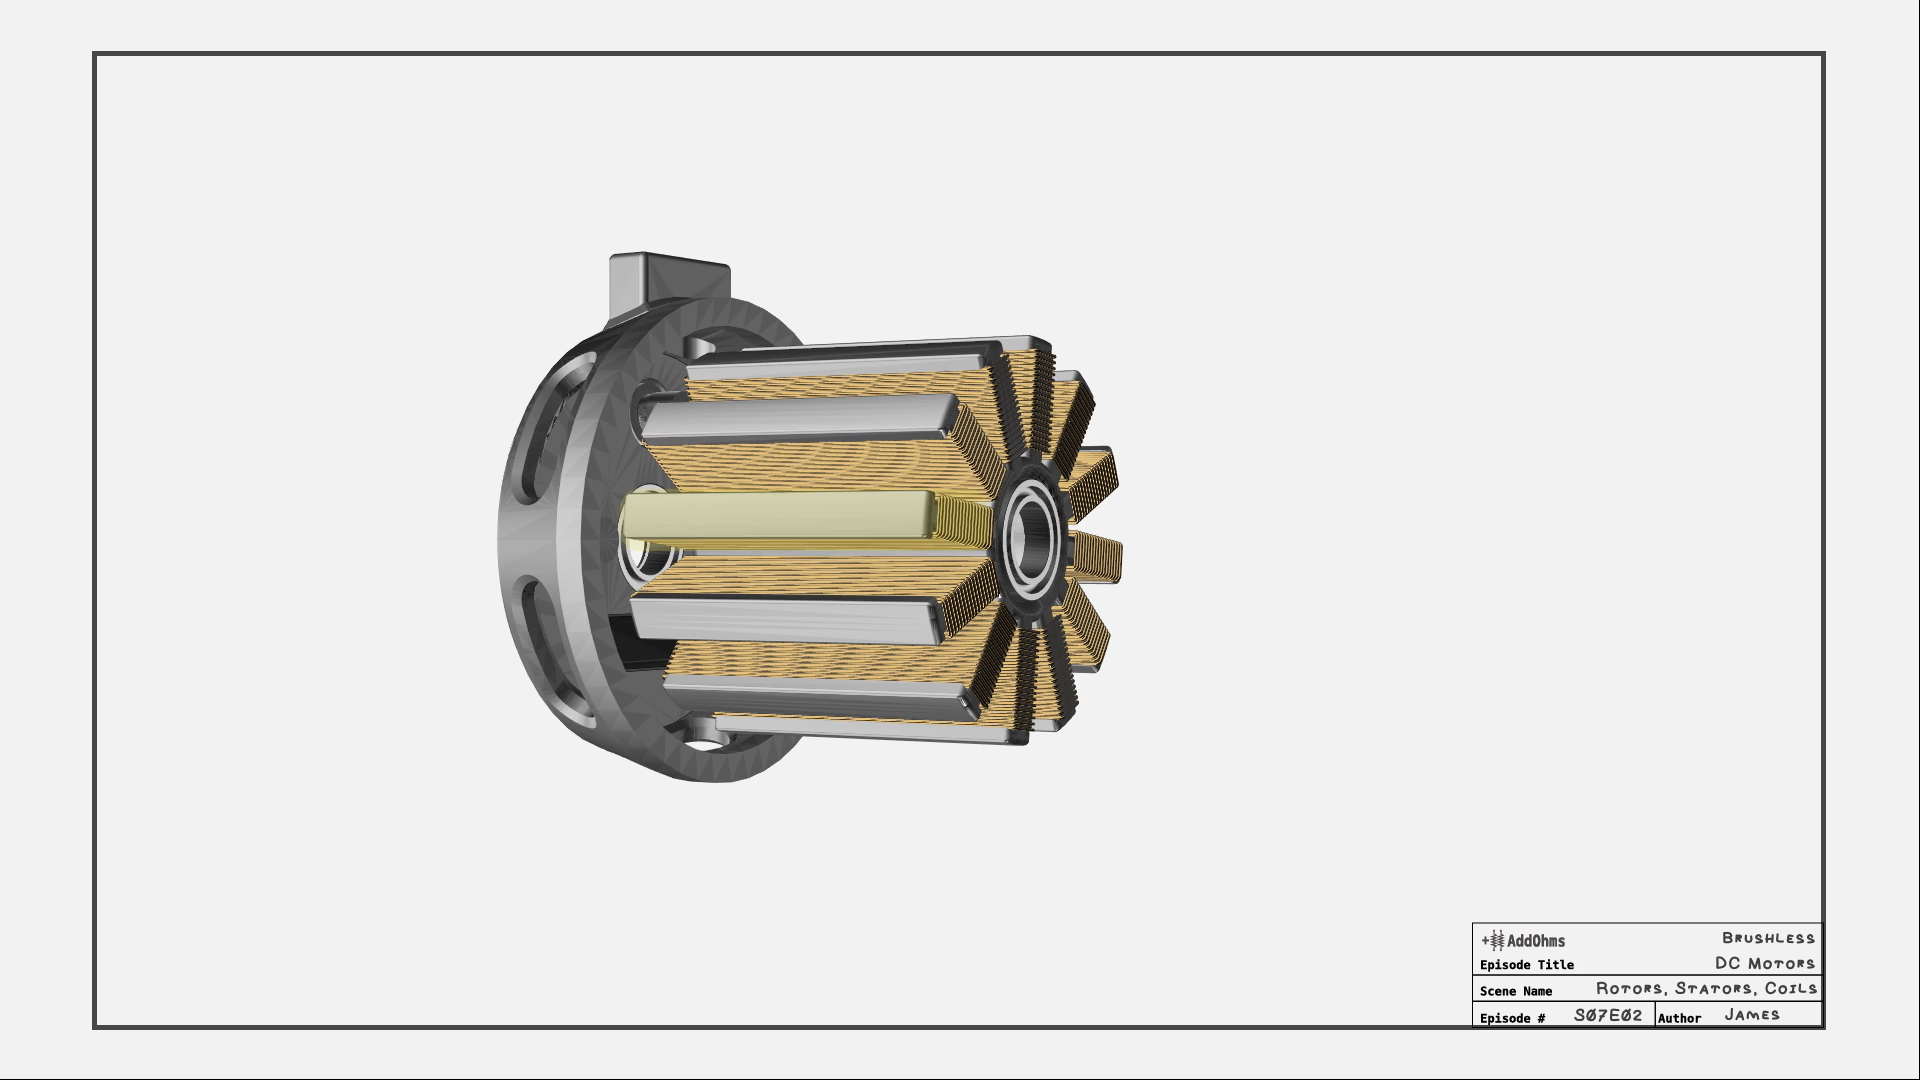 +AddOhms
Brushless
Episode Title DC Motors
Scene Name Rotors, Stators, Coils
Episode # S07E02 Author James